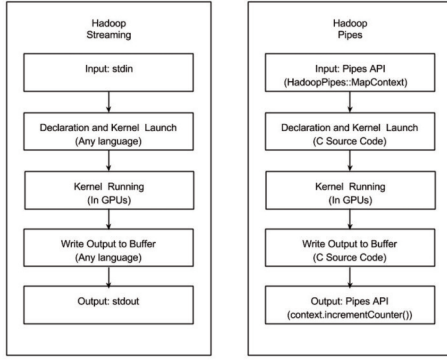 Hadoop
Streaming
Input: stdin
Declaration and Kernel Launch
(Any language)
Kernel Running
(In GPUs)
Write Output to Buffer
(Any language)
Output: stdout
Hadoop
Pipes
Input: Pipes API
(HadoopPipes::MapContext)
Declaration and Kernel Launch
(C Source Code)
Kernel Running
(In GPUs)
Write Output to Buffer
(C Source Code)
Output: Pipes API
(context.incrementCounter())